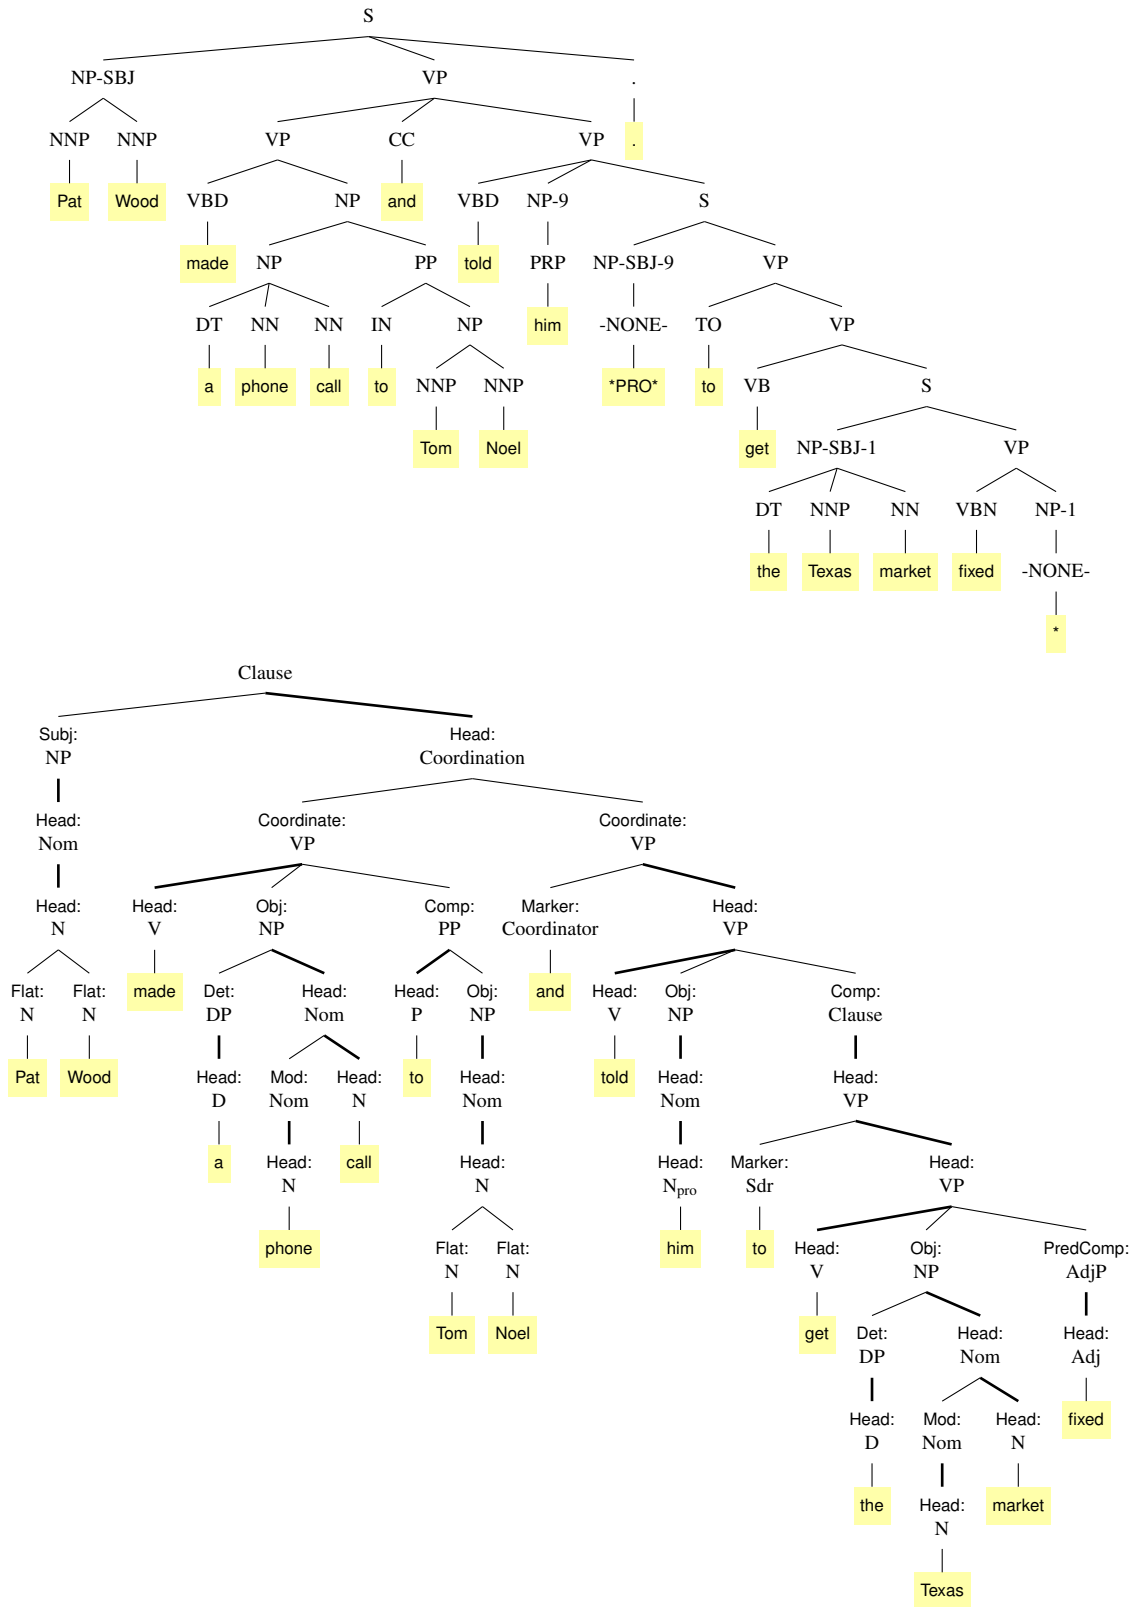 S
NP-SBJ VP .
NNP NNP VP CC VP .
Pat Wood VBD NP and VBD NP-9 S
made NP PP told PRP NP-SBJ-9 VP
DT NN NN IN NP him -NONE- TO VP
a phone call to NNP NNP *PRO* to VB S
Tom Noel get NP-SBJ-1 VP
DT NNP NN VBN NP-1
the Texas market fixed -NONE-
*
Clause
Subj: Head:
NP Coordination
Head: Coordinate: Coordinate:
Nom VP VP
Head: Head: Obj: Comp: Marker: Head:
N V NP PP Coordinator VP
Flat: Flat: made Det: Head: Head: Obj: and Head: Obj: Comp:
N N DP Nom P NP V NP Clause
Pat Wood Head: Mod: Head: to Head: told Head: Head:
D Nom N Nom Nom VP
a Head: call Head: Head: Marker: Head:
N N Npro Sdr VP
phone Flat: Flat: him to Head: Obj: PredComp:
N N V NP AdjP
Tom Noel get Det: Head: Head:
DP Nom Adj
Head: Mod: Head: fixed
D Nom N
the Head: market
N
Texas